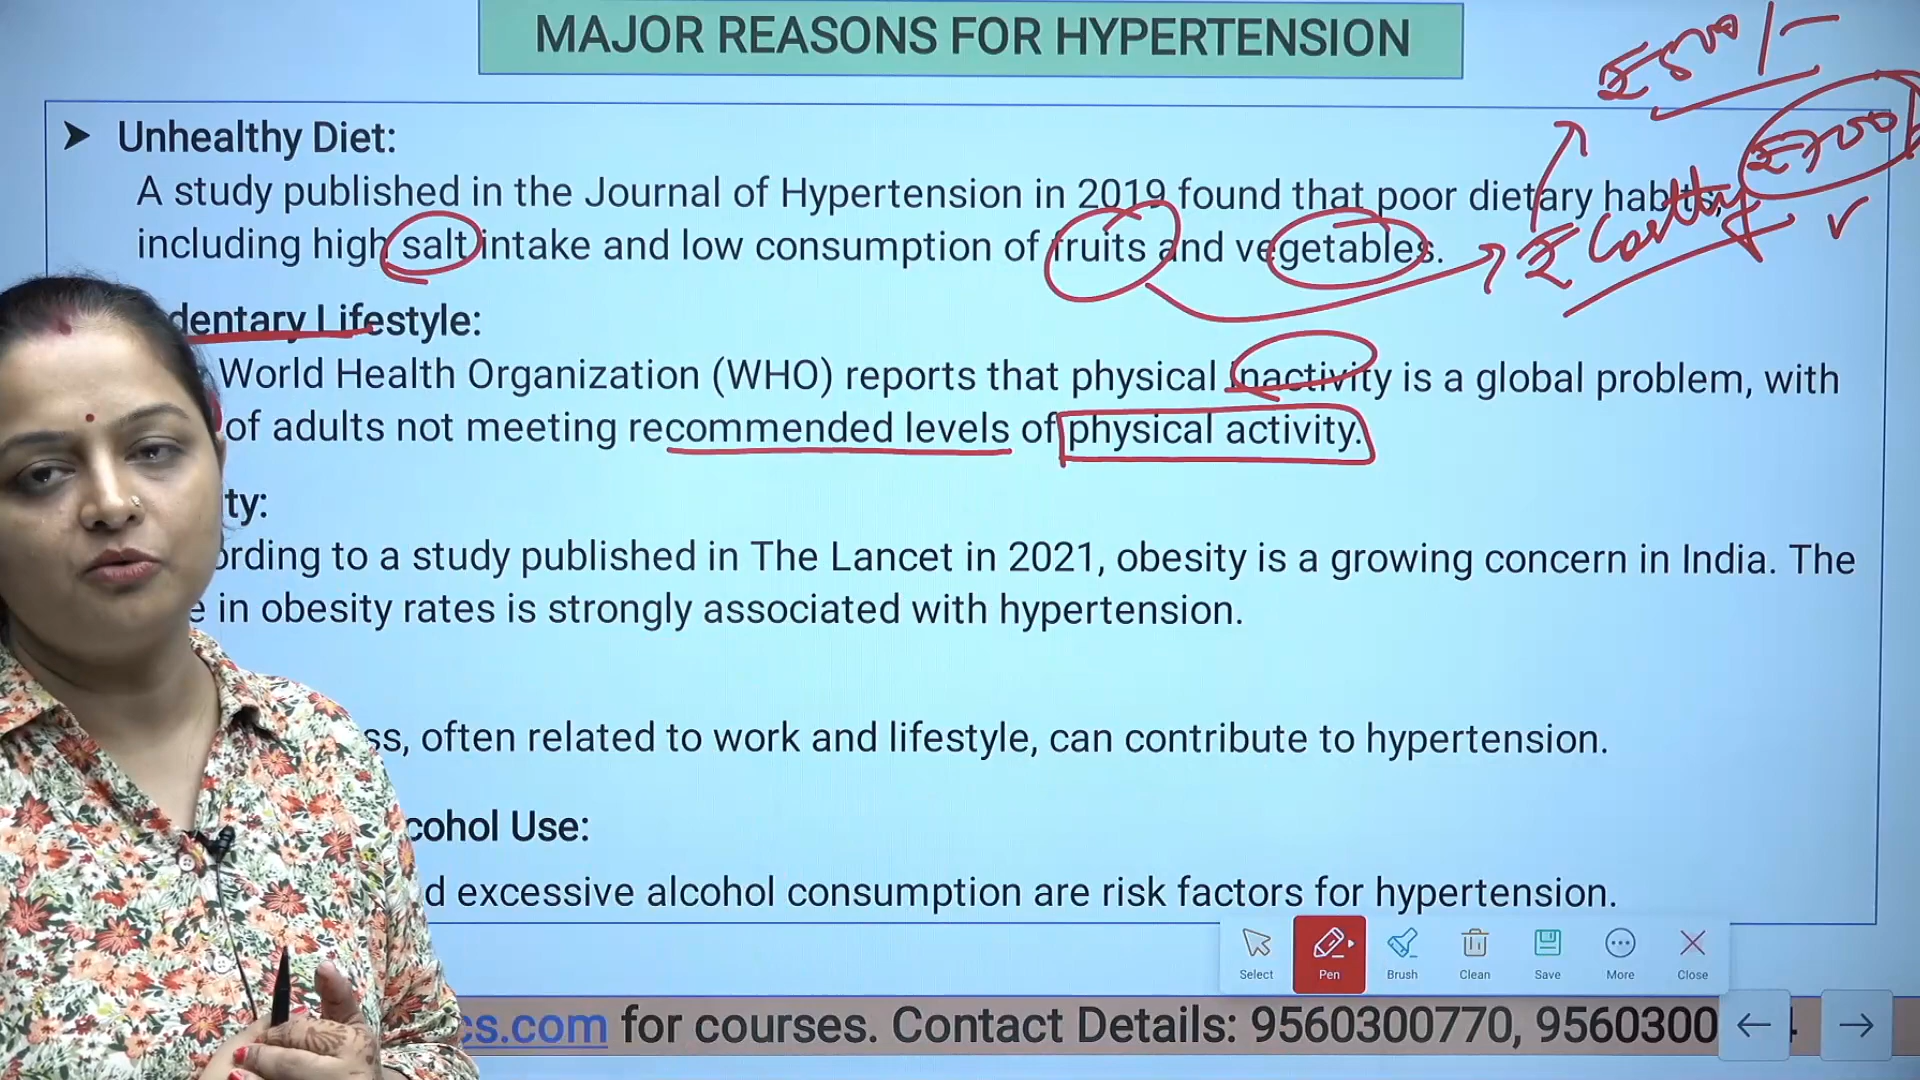 MAJOR REASONS FOR HYPERTENSION
₹500/-
₹700/
Unhealthy Diet:
A study published in the Journal of Hypertension in 2019 found that poor dietary habits,
₹ Costly
including high salt intake and low consumption of fruits and vegetables.
dentary Lifestyle:
World Health Organization (WHO) reports that physical inactivity is a global problem, with
of adults not meeting recommended levels of physical activity.
ty:
ording to a study published in The Lancet in 2021, obesity is a growing concern in India. The
e in obesity rates is strongly associated with hypertension.
ss, often related to work and lifestyle, can contribute to hypertension.
cohol Use:
d excessive alcohol consumption are risk factors for hypertension.
Select Pen Brush Clean Save More Close
cs.com for courses. Contact Details: 9560300770, 9560300